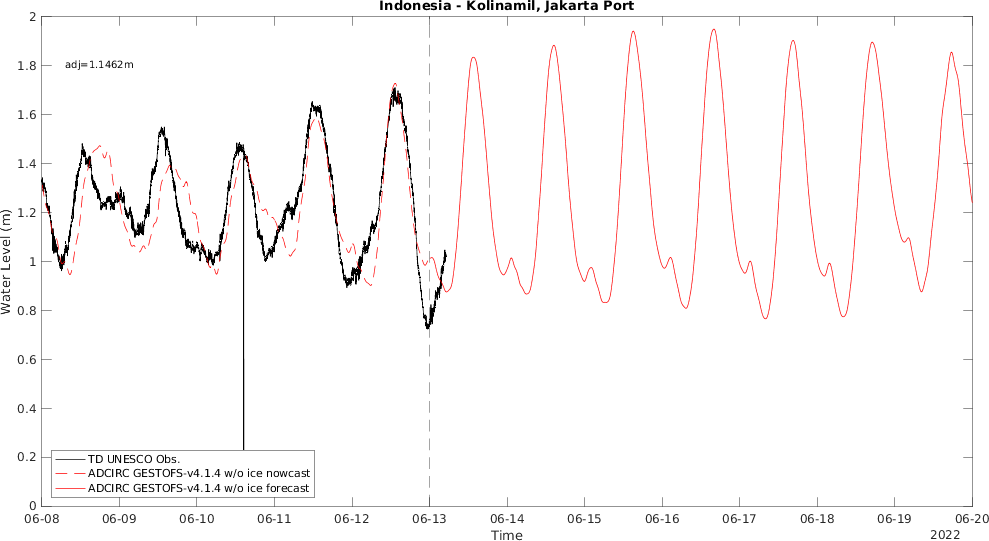 Indonesia - Kolinamil, Jakarta Port
2
1.8
1.6
1.4
1.2
1
0.8
0.6
0.4
0.2
0
Water Level (m)
adj=1.1462m
TD UNESCO Obs.
ADCIRC GESTOFS-v4.1.4 w/o ice nowcast
ADCIRC GESTOFS-v4.1.4 w/o ice forecast
06-08 06-09 06-10 06-11 06-12 06-13 06-14 06-15 06-16 06-17 06-18 06-19 06-20
Time
2022